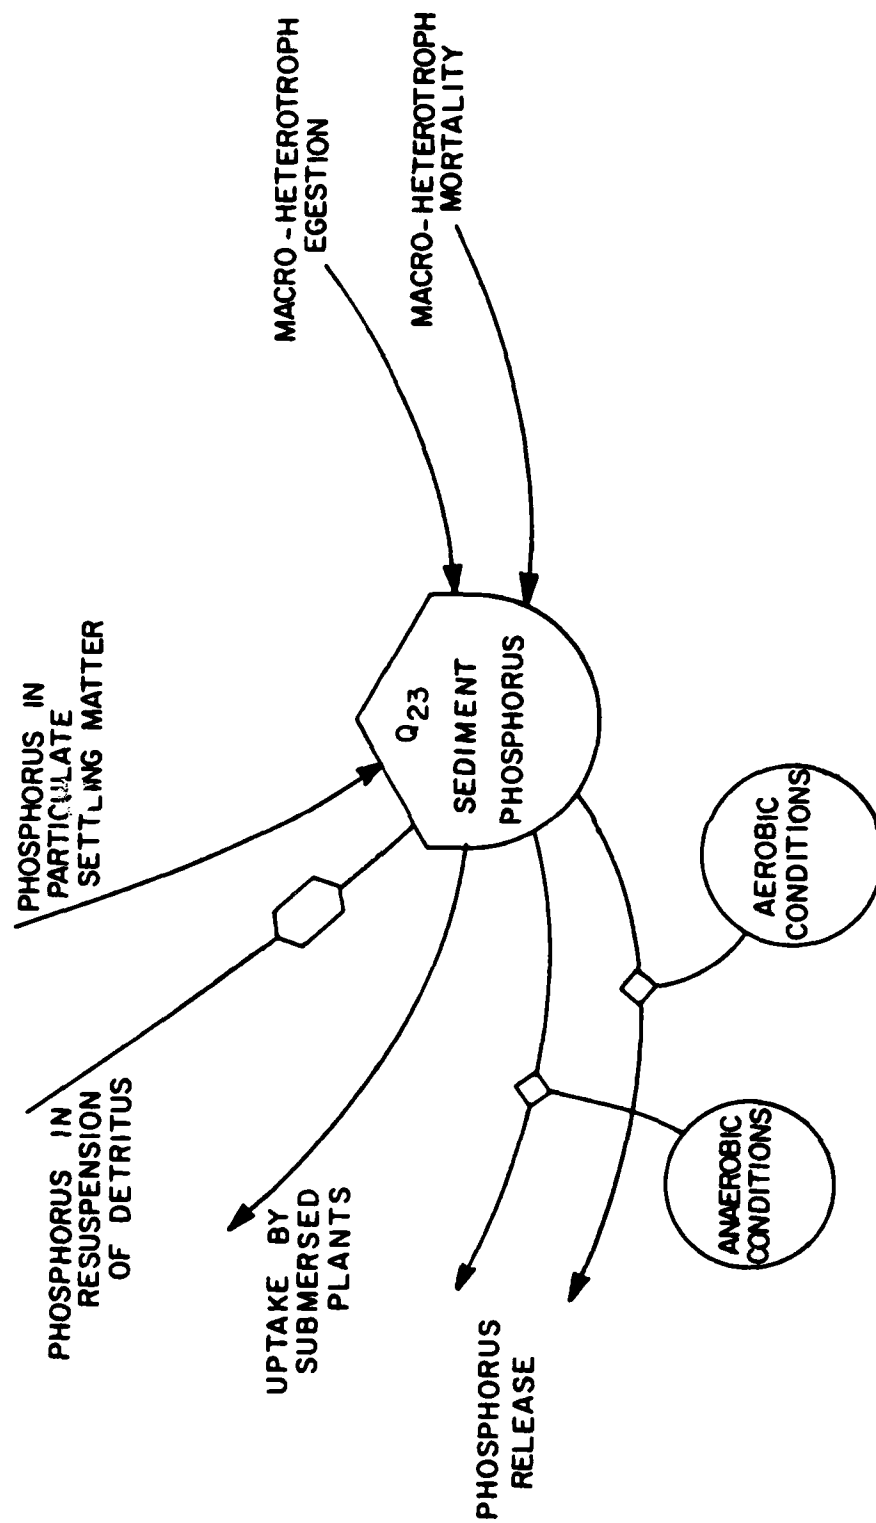 PHOSPHORUS IN
PARTICULATE
SETTLING MATTER
PHOSPHORUS IN
RESUSPENSION
OF DETRITUS
UPTAKE BY
SUBMERSED
PLANTS
PHOSPHORUS
RELEASE
Q23
SEDIMENT
PHOSPHORUS
MACRO-HETEROTROPH
EGESTION
MACRO-HETEROTROPH
MORTALITY
ANAEROBIC
CONDITIONS
AEROBIC
CONDITIONS